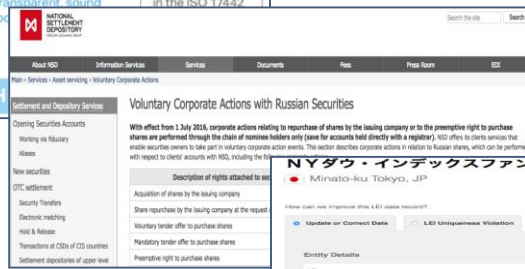 transparent, sound
in the ISO 17442
NATIONAL
SETTLEMENT
DEPOSITORY
Search the site
Search
About NSD
Information Services
Services
Documents
Fees
Press Room
EDI
Main › Services › Asset servicing › Voluntary Corporate Actions
Settlement and Depository Services
Opening Securities Accounts
Working via fiduciary
Aliases
New securities
OTC settlement
Security Transfers
Electronic matching
Hold & Release
Transactions at CSDs of CIS countries
Settlement depositories of upper level
Voluntary Corporate Actions with Russian Securities
With effect from 1 July 2016, corporate actions relating to repurchase of shares by the issuing company or to the preemptive right to purchase
shares are performed through the chain of nominee holders only (save for accounts held directly with a registrar). NSD offers its clients services that
enable securities owners to take part in voluntary corporate action events. This section describes corporate actions in relation to Russian shares, which can be performe
with respect to clients' accounts with NSD, including the fo
Description of rights attached to sec
Acquisition of shares by the issuing company
Share repurchase by the issuing company at the request
Voluntary tender offer to purchase shares
Mandatory tender offer to purchase shares
Preemptive right to purchase shares
NYダウ・インデックスファン
Minato-ku Tokyo, JP
How can we improve this LEI data record?
Update or Correct Data
LEI Uniqueness Violation
Entity Details